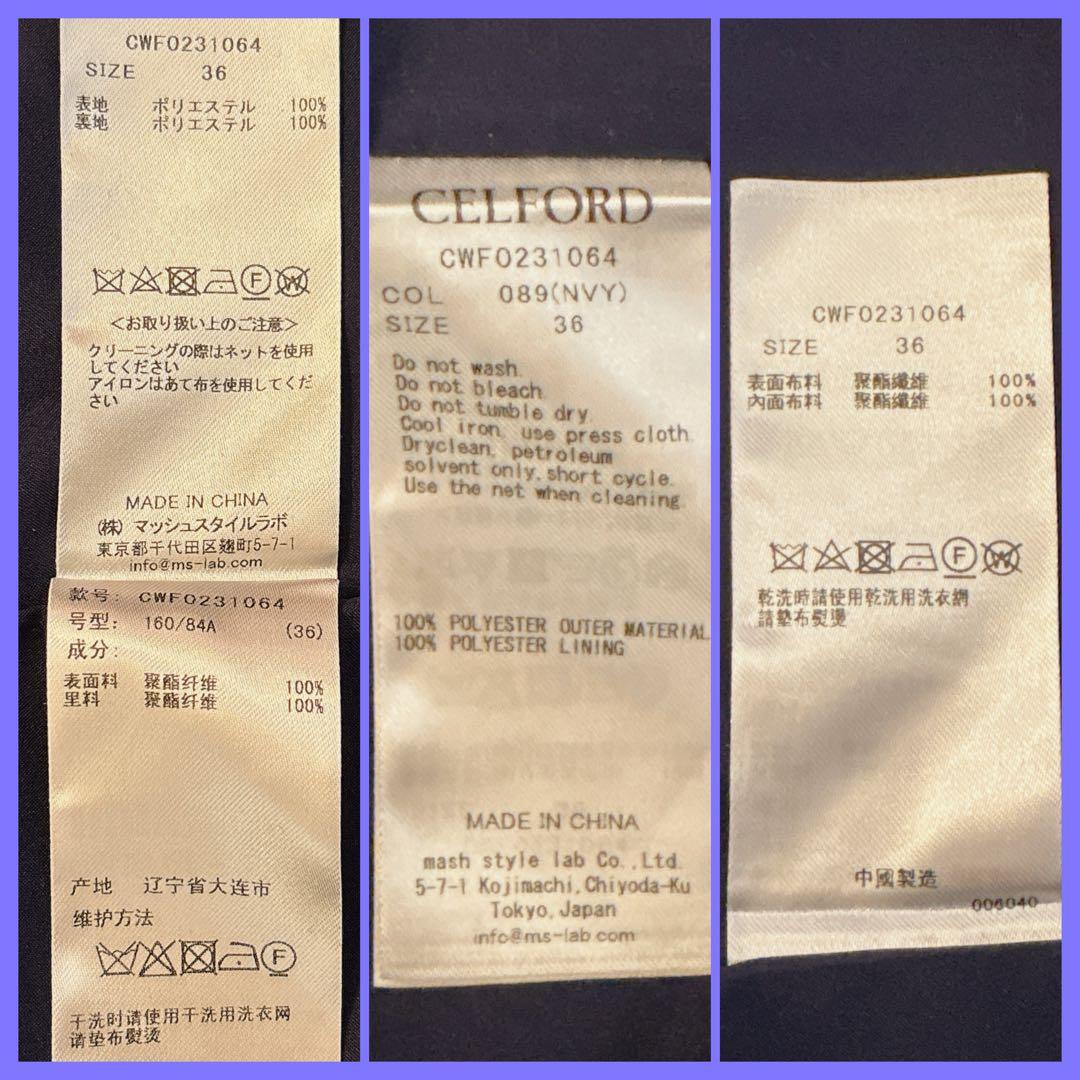 CWFO231064
SIZE 36
表地 ポリエステル 100%
裏地 ポリエステル 100%
<お取り扱い上のご注意>
クリーニングの際はネットを使用
してください
アイロンはあて布を使用してくだ
さい
MADE IN CHINA
(株) マッシュスタイルラボ
東京都千代田区麹町5-7-1
info@ms-lab.com
款号: CWFO231064
号型: 160/84A (36)
成分:
表面料 聚酯纤维 100%
里料 聚酯纤维 100%
产地 辽宁省大连市
维护方法
干洗时请使用干洗用洗衣网
请垫布熨烫
CELFORD
CWFO231064
COL 089(NVY)
SIZE 36
Do not wash.
Do not bleach.
Do not tumble dry.
Cool iron, use press cloth.
Dryclean, petroleum
solvent only, short cycle.
Use the net when cleaning.
100% POLYESTER OUTER MATERIAL
100% POLYESTER LINING
MADE IN CHINA
mash style lab Co.,Ltd.
5-7-1 Kojimachi,Chiyoda-Ku
Tokyo,Japan
info@ms-lab.com
CWFO231064
SIZE 36
表面布料 聚酯纖維 100%
內面布料 聚酯纖維 100%
乾洗時請使用乾洗用洗衣網
請墊布熨燙
中國製造
006040